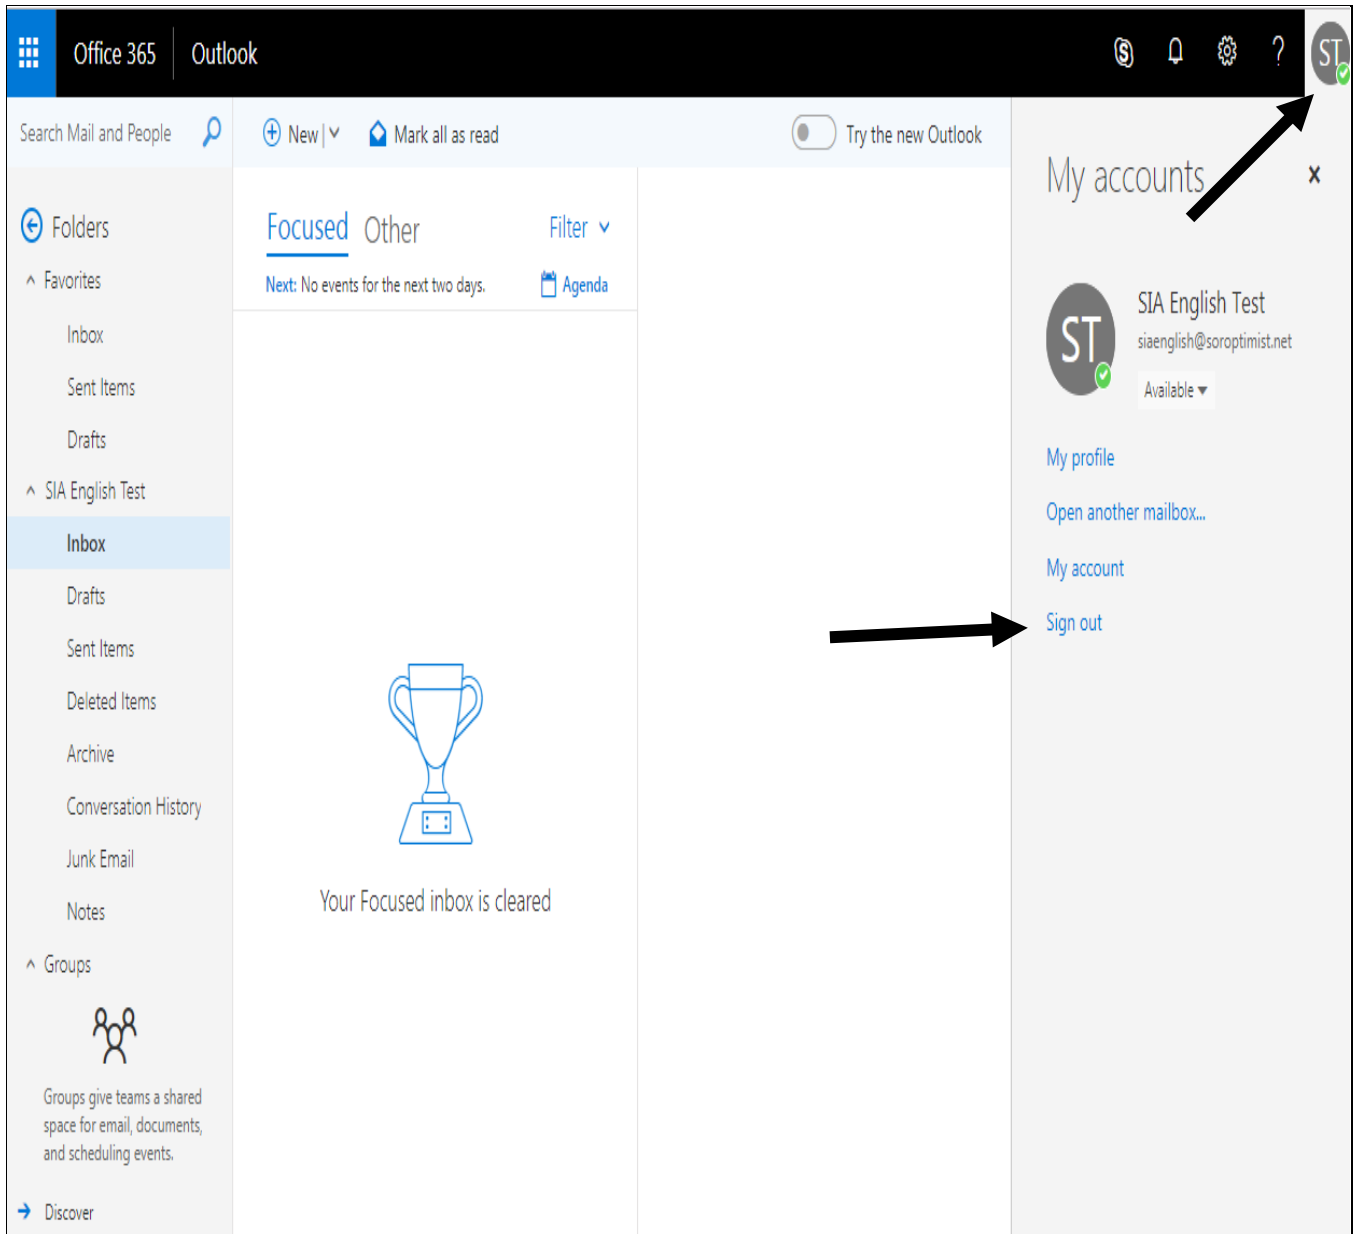 Office 365 Outlook
ST
Search Mail and People
New
Mark all as read
Try the new Outlook
Folders
Favorites
Inbox
Sent Items
Drafts
SIA English Test
Inbox
Drafts
Sent Items
Deleted Items
Archive
Conversation History
Junk Email
Notes
Groups
Groups give teams a shared
space for email, documents,
and scheduling events.
Discover
Focused Other Filter
Next: No events for the next two days. Agenda
Your Focused inbox is cleared
My accounts
ST
SIA English Test
siaenglish@soroptimist.net
Available
My profile
Open another mailbox...
My account
Sign out